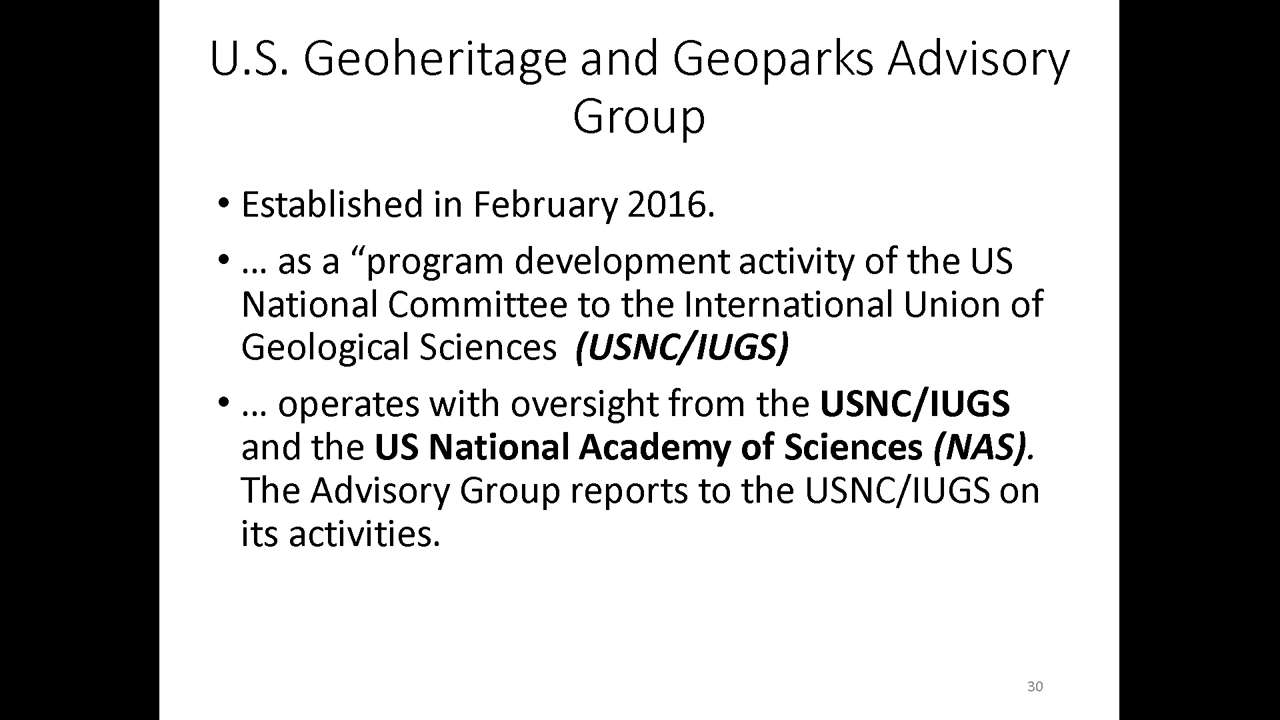 U.S. Geoheritage and Geoparks Advisory
Group
• Established in February 2016.
• … as a “program development activity of the US
National Committee to the International Union of
Geological Sciences (USNC/IUGS)
• … operates with oversight from the USNC/IUGS
and the US National Academy of Sciences (NAS).
The Advisory Group reports to the USNC/IUGS on
its activities.
30